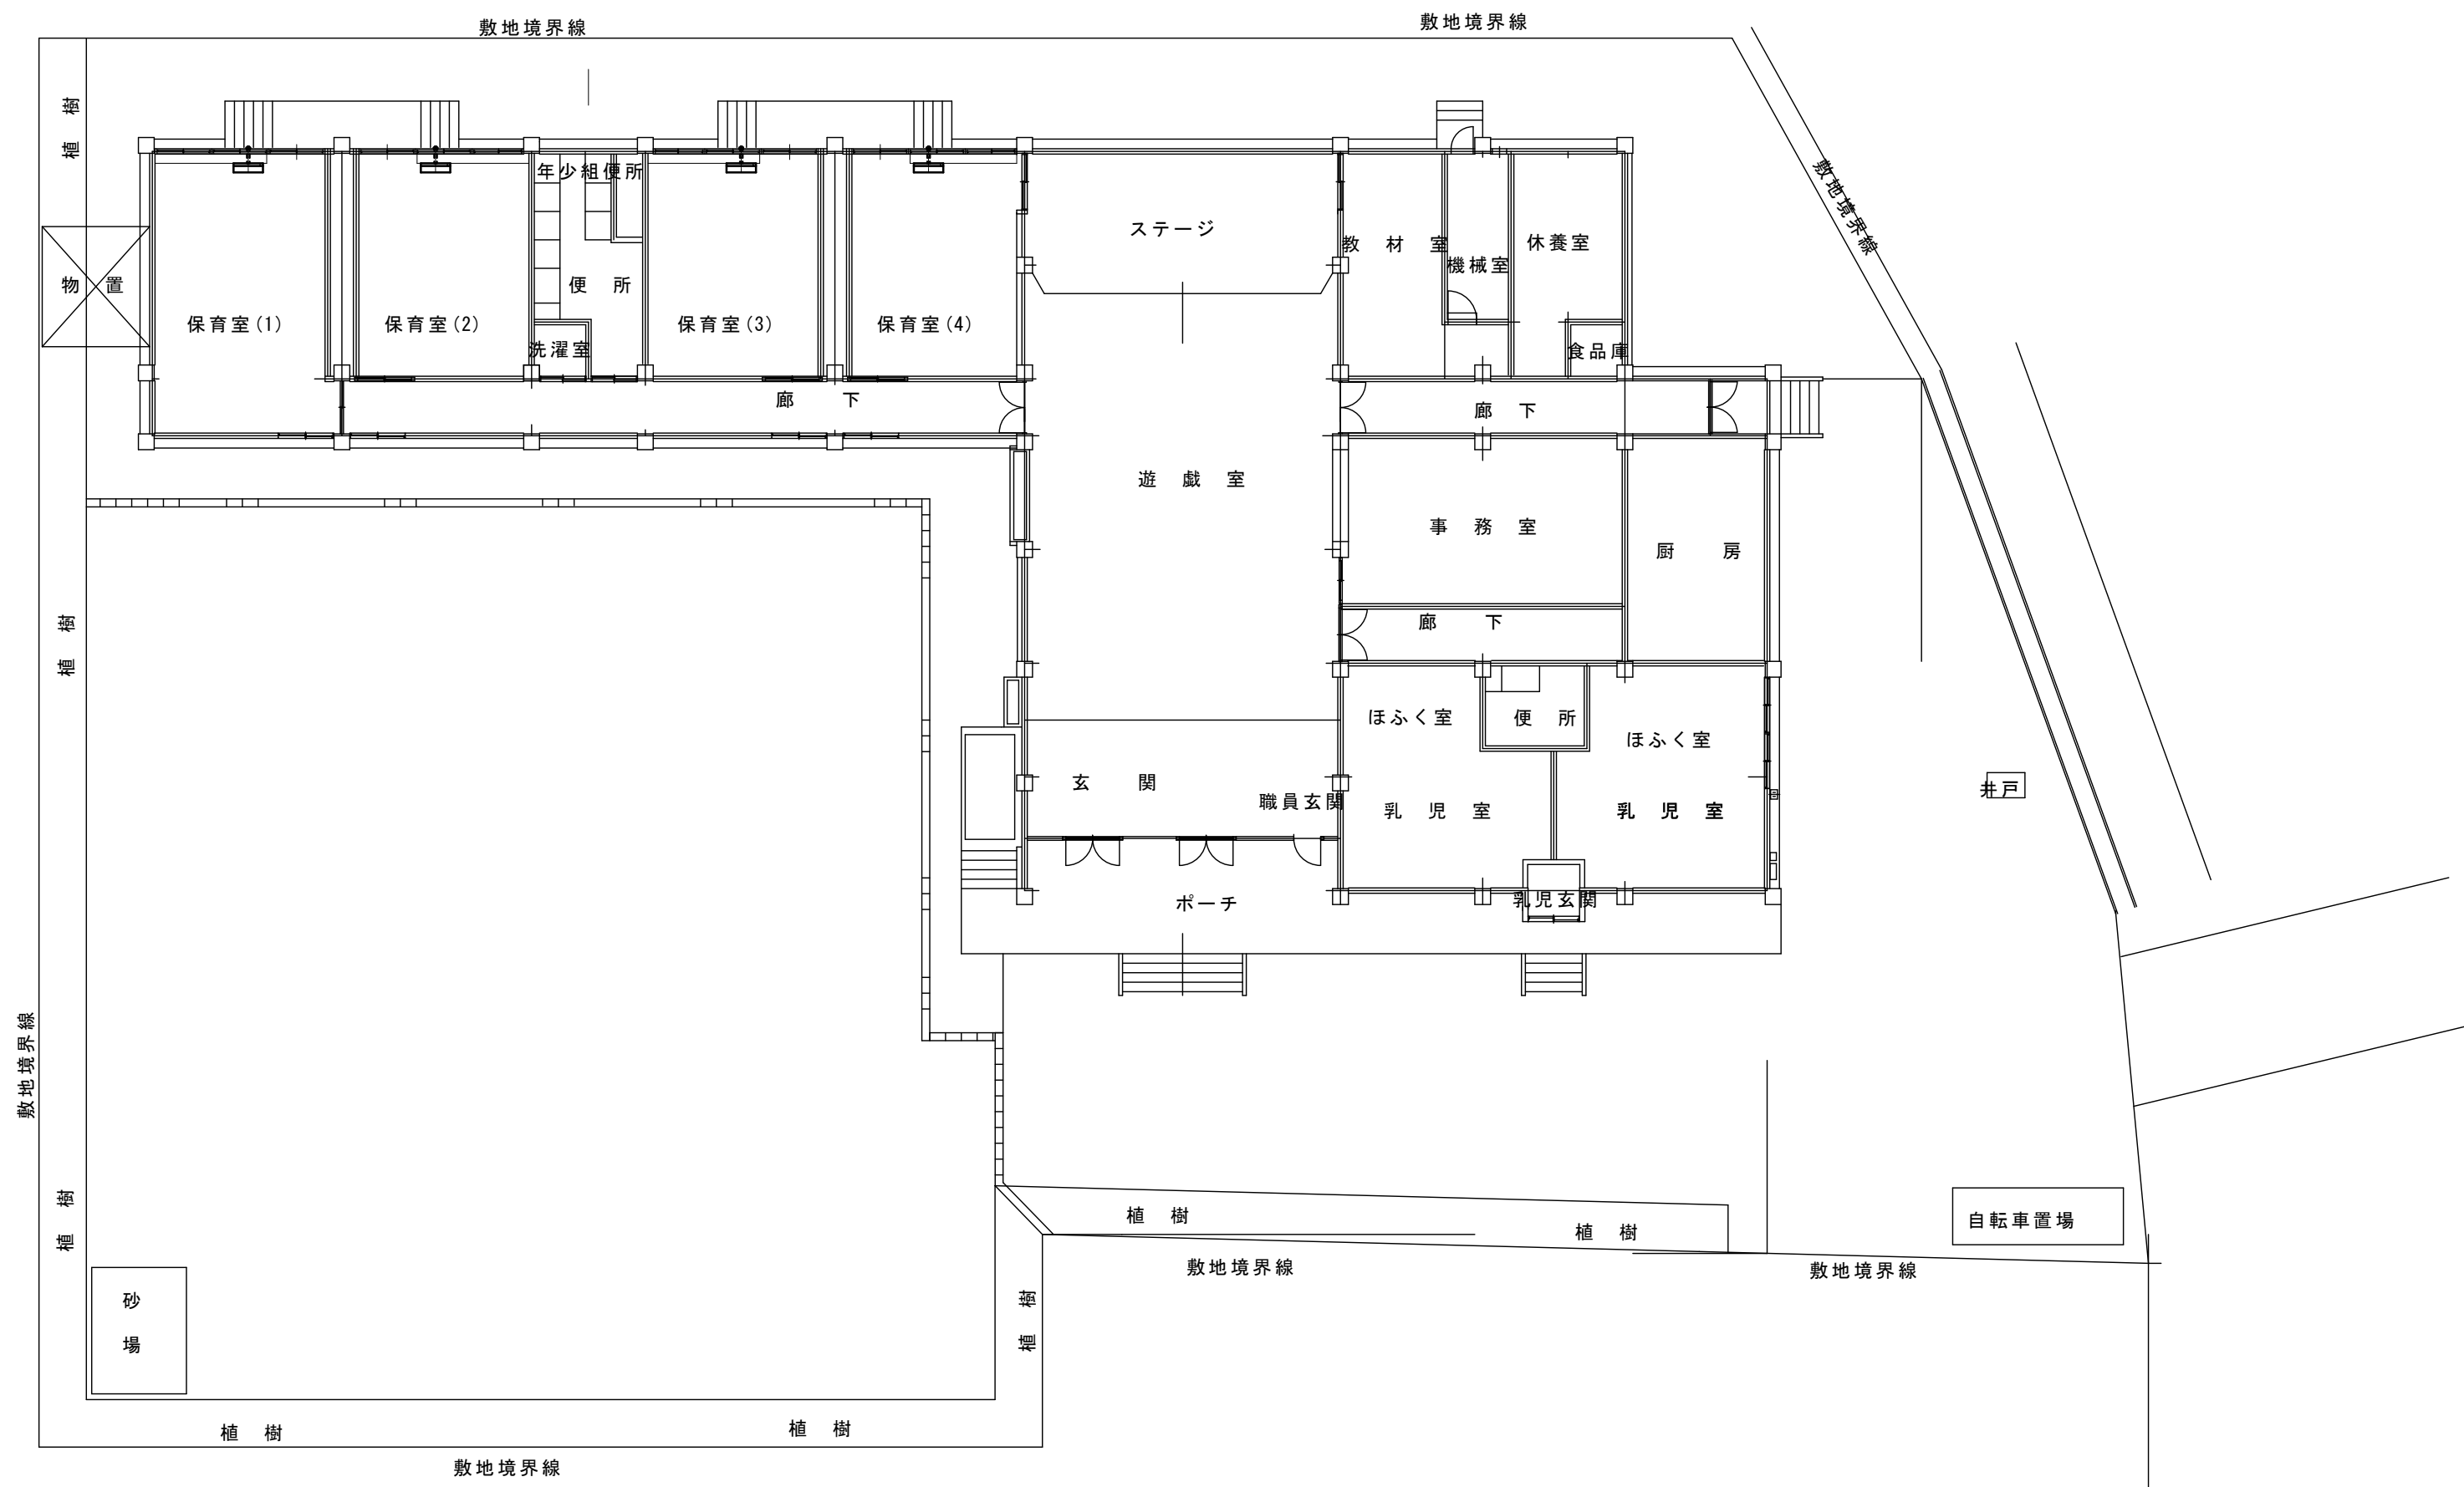 敷地境界線
敷地境界線
植樹
年少組便所
敷地境界線
ステージ
教材室
機械室
休養室
物置
便所
保育室(1)
保育室(2)
保育室(3)
保育室(4)
洗濯室
食品庫
廊下
廊下
遊戯室
事務室
厨房
植樹
廊下
ほふく室
便所
ほふく室
玄関
職員玄関
乳児室
乳児室
井戸
ポーチ
乳児玄関
敷地境界線
植樹
植樹
植樹
自転車置場
敷地境界線
敷地境界線
砂場
植樹
植樹
植樹
敷地境界線